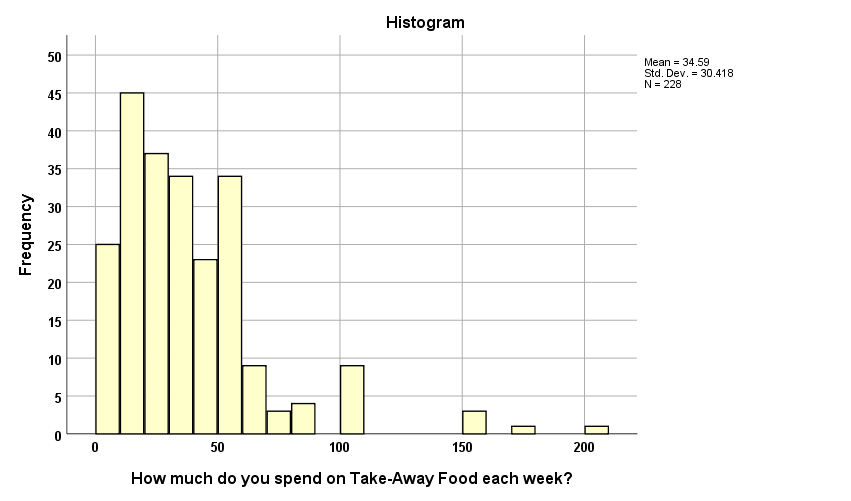 Histogram
50
45
40
35
30
25
20
15
10
5
0
Frequency
0 50 100 150 200
How much do you spend on Take-Away Food each week?
Mean = 34.59
Std. Dev. = 30.418
N = 228